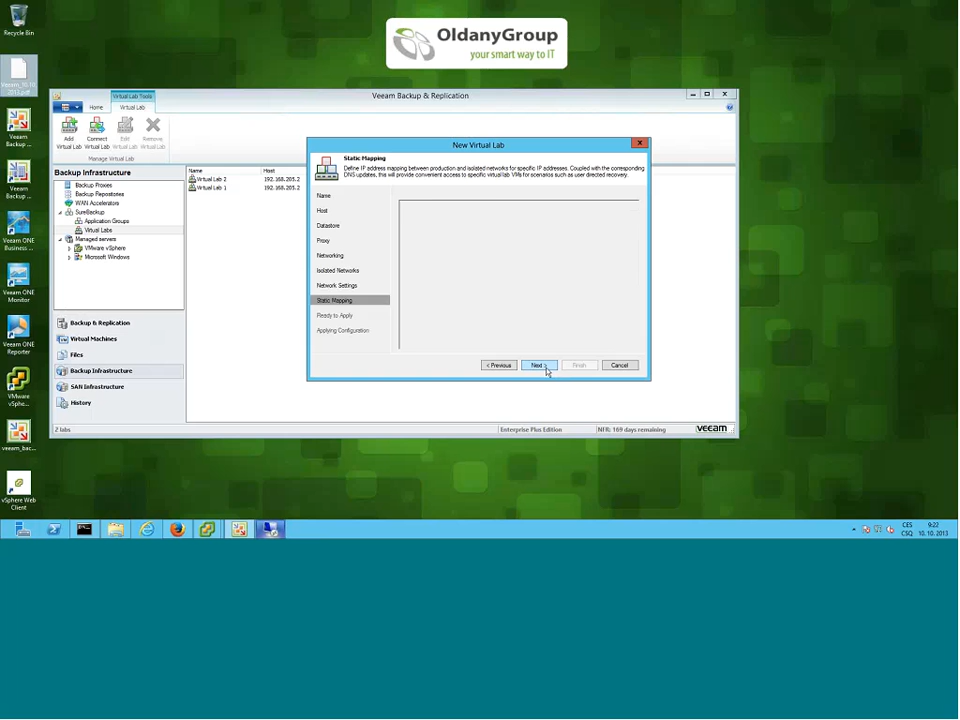 Recycle Bin
OldanyGroup
your smart way to IT
Veeam
Backup ...
Veeam
Backup ...
Veeam ONE
Business ...
Veeam ONE
Monitor
Veeam ONE
Reporter
VMware
vSphe...
veeam_bac...
vSphere Web
Client
Virtual Lab Tools
Veeam Backup & Replication
Home
Virtual Lab
Add
Virtual Lab
Connect
Virtual Lab
Edit
Virtual Lab
Remove
Virtual Lab
Manage Virtual Lab
Backup Infrastructure
Backup Proxies
Backup Repositories
WAN Accelerators
SureBackup
Application Groups
Virtual Labs
Managed servers
VMware vSphere
Microsoft Windows
Backup & Replication
Virtual Machines
Files
Backup Infrastructure
SAN Infrastructure
History
Name
Host
Virtual Lab 2
192.168.205.2
Virtual Lab 1
192.168.205.2
New Virtual Lab
Static Mapping
Define IP address mapping between production and isolated networks for specific IP addresses. Coupled with the corresponding
DNS updates, this will provide convenient access to specific virtual lab VMs for scenarios such as user directed recovery.
Name
Host
Datastore
Proxy
Networking
Isolated Networks
Network Settings
Static Mapping
Ready to Apply
Applying Configuration
< Previous
Next >
Finish
Cancel
2 labs
Enterprise Plus Edition
NFR: 169 days remaining
veeam
CES
CSQ
9:22
10. 10. 2013